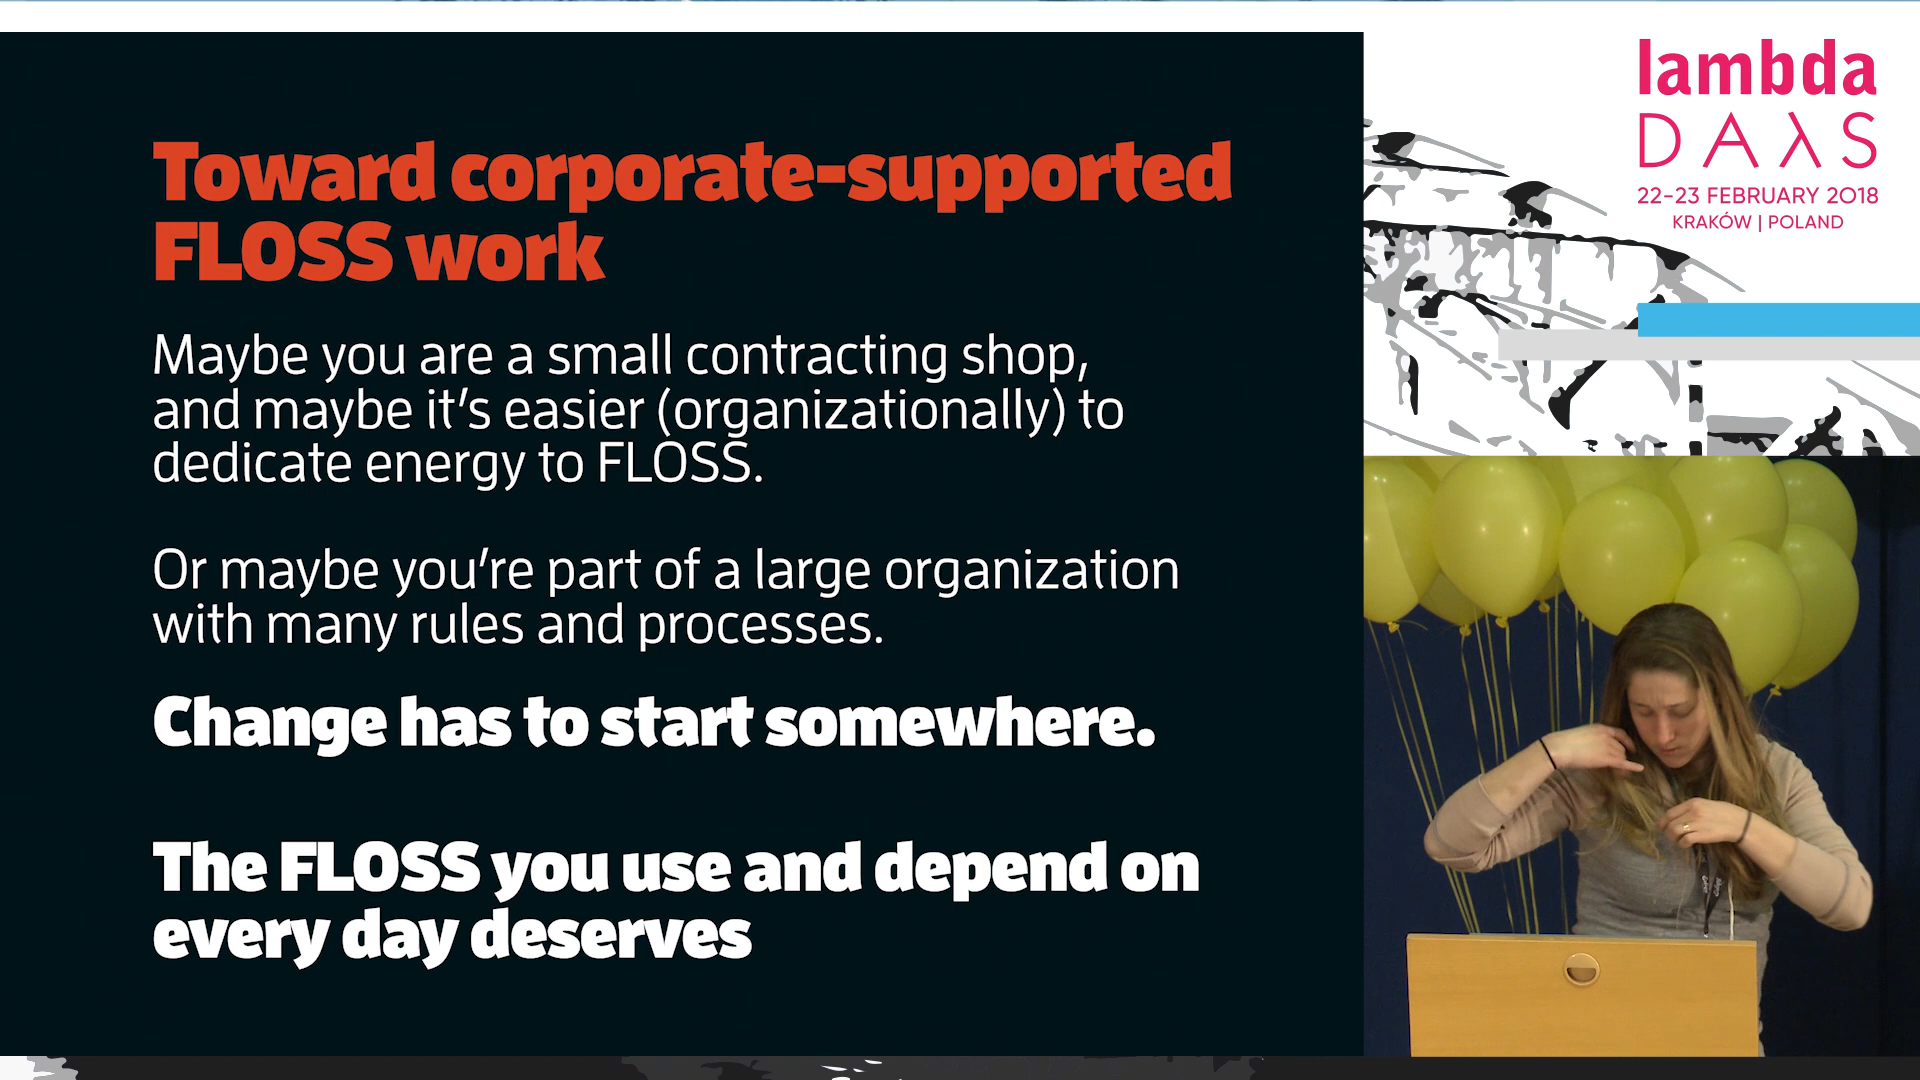 Toward corporate-supported
FLOSS work
Maybe you are a small contracting shop,
and maybe it's easier (organizationally) to
dedicate energy to FLOSS.
Or maybe you're part of a large organization
with many rules and processes.
Change has to start somewhere.
The FLOSS you use and depend on
every day deserves
lambda
DAλS
22-23 FEBRUARY 2018
KRAKÓW | POLAND